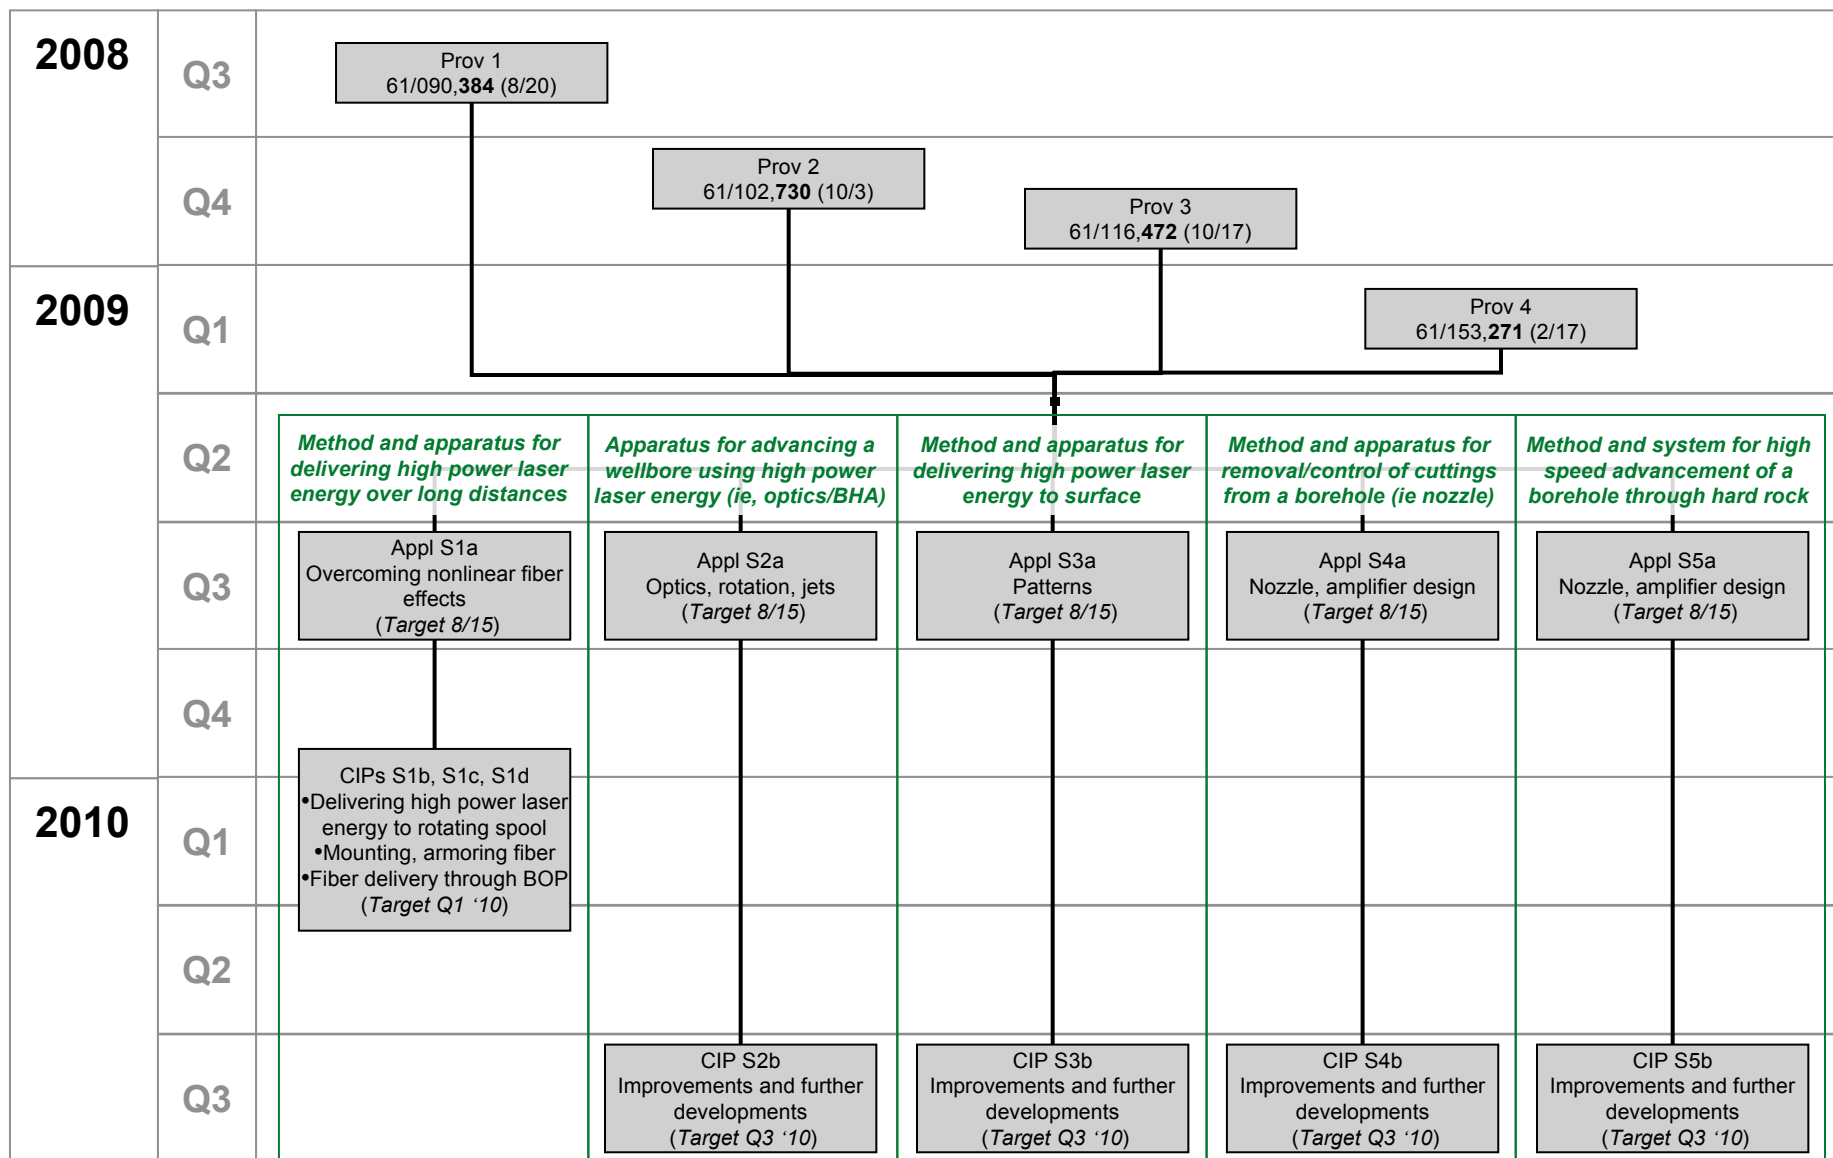 2008
Q3
Prov 1
61/090,384 (8/20)
Q4
Prov 2
61/102,730 (10/3)
Prov 3
61/116,472 (10/17)
2009
Q1
Prov 4
61/153,271 (2/17)
Q2
Method and apparatus for
delivering high power laser
energy over long distances
Apparatus for advancing a
wellbore using high power
laser energy (ie, optics/BHA)
Method and apparatus for
delivering high power laser
energy to surface
Method and apparatus for
removal/control of cuttings
from a borehole (ie nozzle)
Method and system for high
speed advancement of a
borehole through hard rock
Q3
Appl S1a
Overcoming nonlinear fiber
effects
(Target 8/15)
Appl S2a
Optics, rotation, jets
(Target 8/15)
Appl S3a
Patterns
(Target 8/15)
Appl S4a
Nozzle, amplifier design
(Target 8/15)
Appl S5a
Nozzle, amplifier design
(Target 8/15)
Q4
2010
Q1
CIPs S1b, S1c, S1d
•Delivering high power laser
energy to rotating spool
•Mounting, armoring fiber
•Fiber delivery through BOP
(Target Q1 ‘10)
Q2
Q3
CIP S2b
Improvements and further
developments
(Target Q3 ‘10)
CIP S3b
Improvements and further
developments
(Target Q3 ‘10)
CIP S4b
Improvements and further
developments
(Target Q3 ‘10)
CIP S5b
Improvements and further
developments
(Target Q3 ‘10)